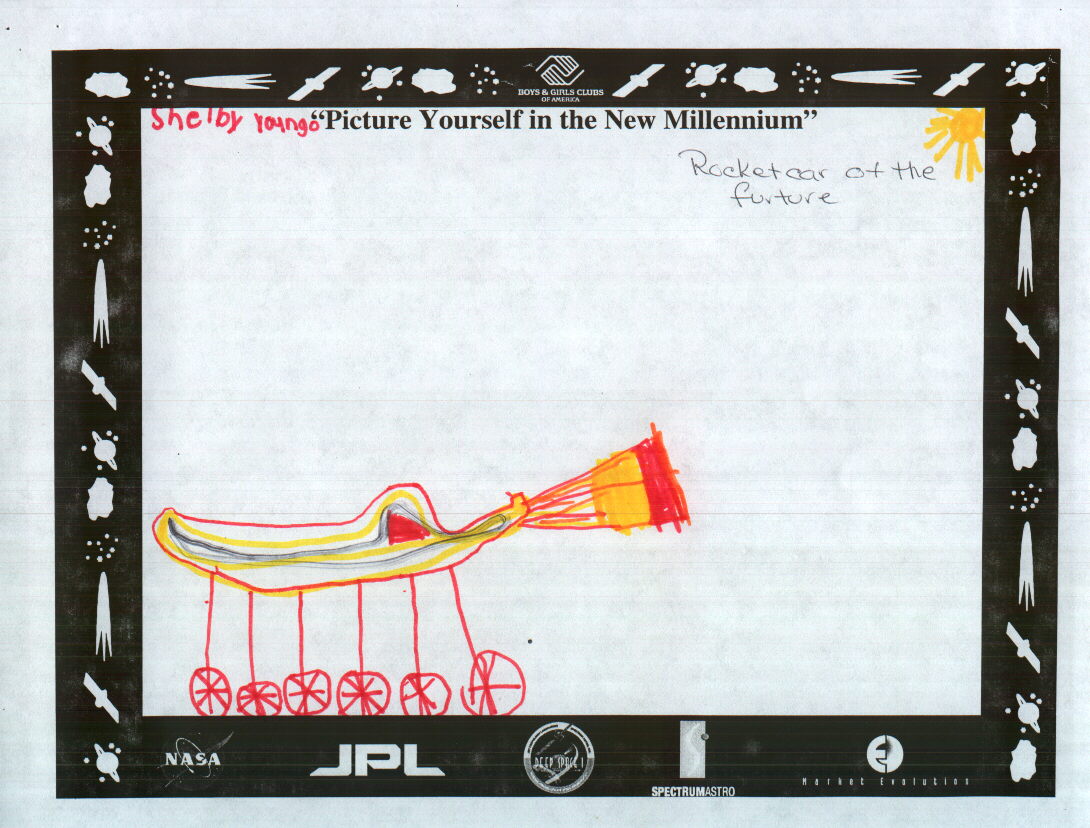 BOYS & GIRLS CLUBS
OF AMERICA
Shelby Youngo
"Picture Yourself in the New Millennium"
Rocketcar of the
furture
NASA
JPL
DEEP SPACE 1
SPECTRUMASTRO
Market Evolution